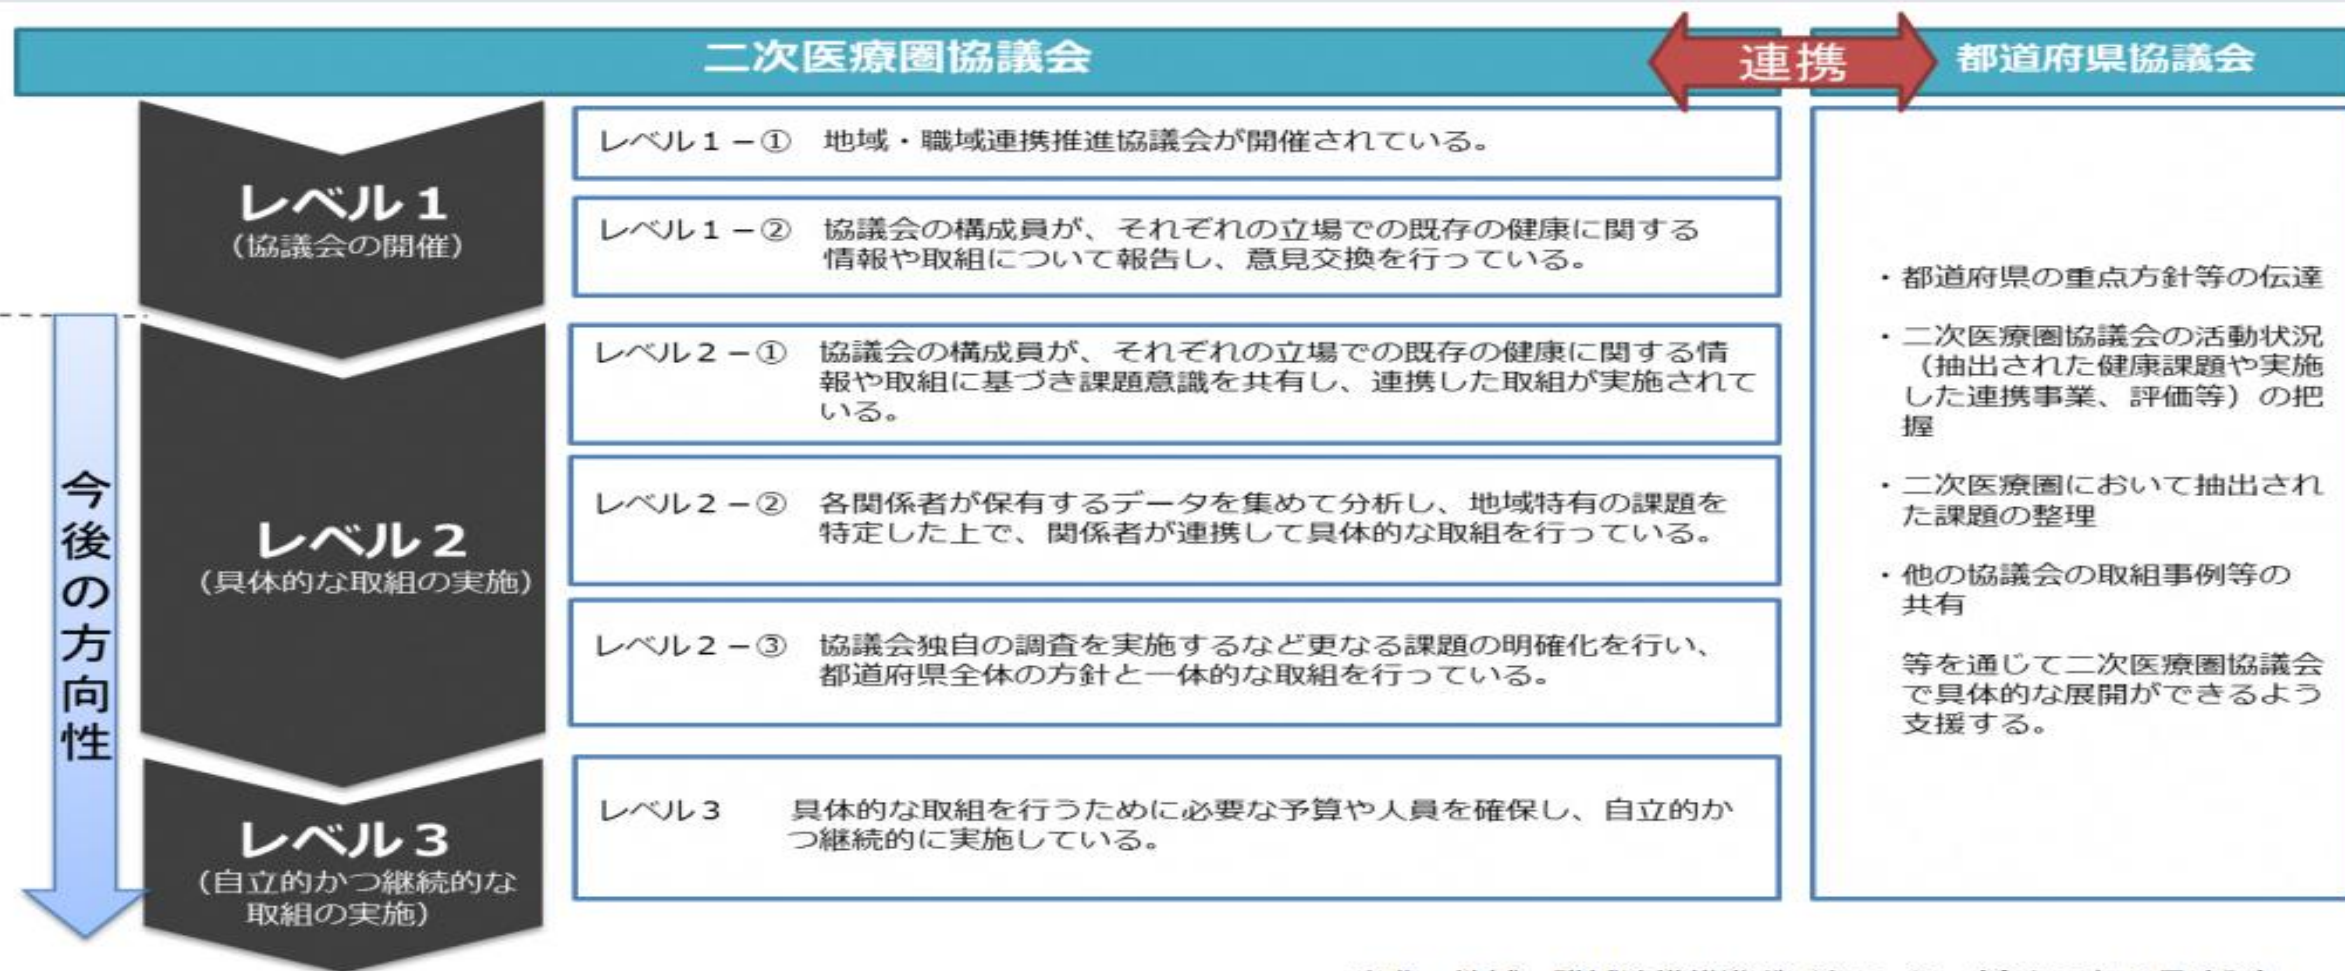 二次医療圏協議会
連携
都道府県協議会
レベル１
（協議会の開催）
レベル１－① 地域・職域連携推進協議会が開催されている。
レベル１－② 協議会の構成員が、それぞれの立場での既存の健康に関する
情報や取組について報告し、意見交換を行っている。
今後の方向性
レベル２
（具体的な取組の実施）
レベル２－① 協議会の構成員が、それぞれの立場での既存の健康に関する情
報や取組に基づき課題意識を共有し、連携した取組が実施されて
いる。
レベル２－② 各関係者が保有するデータを集めて分析し、地域特有の課題を
特定した上で、関係者が連携して具体的な取組を行っている。
レベル２－③ 協議会独自の調査を実施するなど更なる課題の明確化を行い、
都道府県全体の方針と一体的な取組を行っている。
レベル３
（自立的かつ継続的な
取組の実施）
レベル３ 具体的な取組を行うために必要な予算や人員を確保し、自立的か
つ継続的に実施している。
・都道府県の重点方針等の伝達
・二次医療圏協議会の活動状況
（抽出された健康課題や実施
した連携事業、評価等）の把
握
・二次医療圏において抽出され
た課題の整理
・他の協議会の取組事例等の
共有
等を通じて二次医療圏協議会
で具体的な展開ができるよう
支援する。